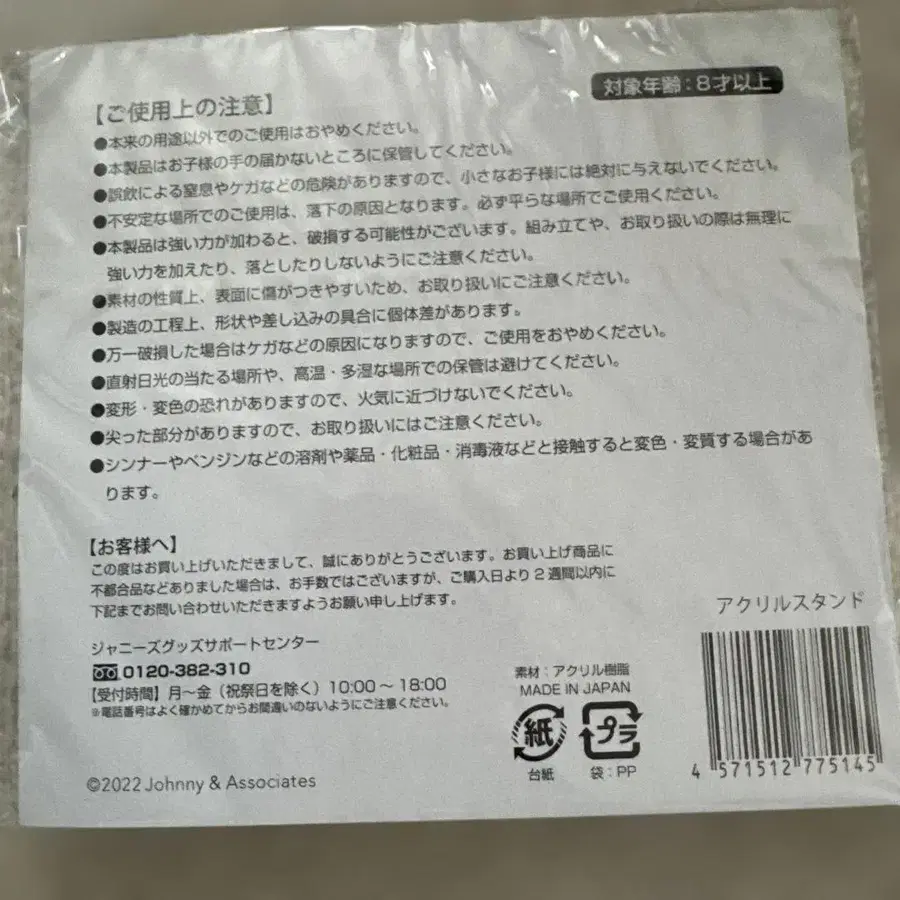 対象年齢：8才以上
【ご使用上の注意】
●本来の用途以外でのご使用はおやめください。
●本製品はお子様の手の届かないところに保管してください。
●誤飲による窒息やケガなどの危険がありますので、小さなお子様には絶対に与えないでください。
●不安定な場所でのご使用は、落下の原因となります。必ず平らな場所でご使用ください。
●本製品は強い力が加わると、破損する可能性がございます。組み立てや、お取り扱いの際は無理に
強い力を加えたり、落としたりしないようにご注意ください。
●素材の性質上、表面に傷がつきやすいため、お取り扱いにご注意ください。
●製造の工程上、形状や差し込みの具合に個体差があります。
●万一破損した場合はケガなどの原因になりますので、ご使用をおやめください。
●直射日光の当たる場所や、高温・多湿な場所での保管は避けてください。
●変形・変色の恐れがありますので、火気に近づけないでください。
●尖った部分がありますので、お取り扱いにはご注意ください。
●シンナーやベンジンなどの溶剤や薬品・化粧品・消毒液などと接触すると変色・変質する場合があ
ります。
【お客様へ】
この度はお買い上げいただきまして、誠にありがとうございます。お買い上げ商品に
不都合品などありました場合は、お手数ではございますが、ご購入日より2週間以内に
下記までお問い合わせいただきますようお願い申し上げます。
ジャニーズグッズサポートセンター
0120-382-310
【受付時間】月～金（祝祭日を除く）10:00～18:00
※電話番号はよく確かめてからお間違いのないようにご注意ください。
©2022 Johnny & Associates
素材：アクリル樹脂
MADE IN JAPAN
紙
台紙
プラ
袋：PP
アクリルスタンド
4 571512 775145